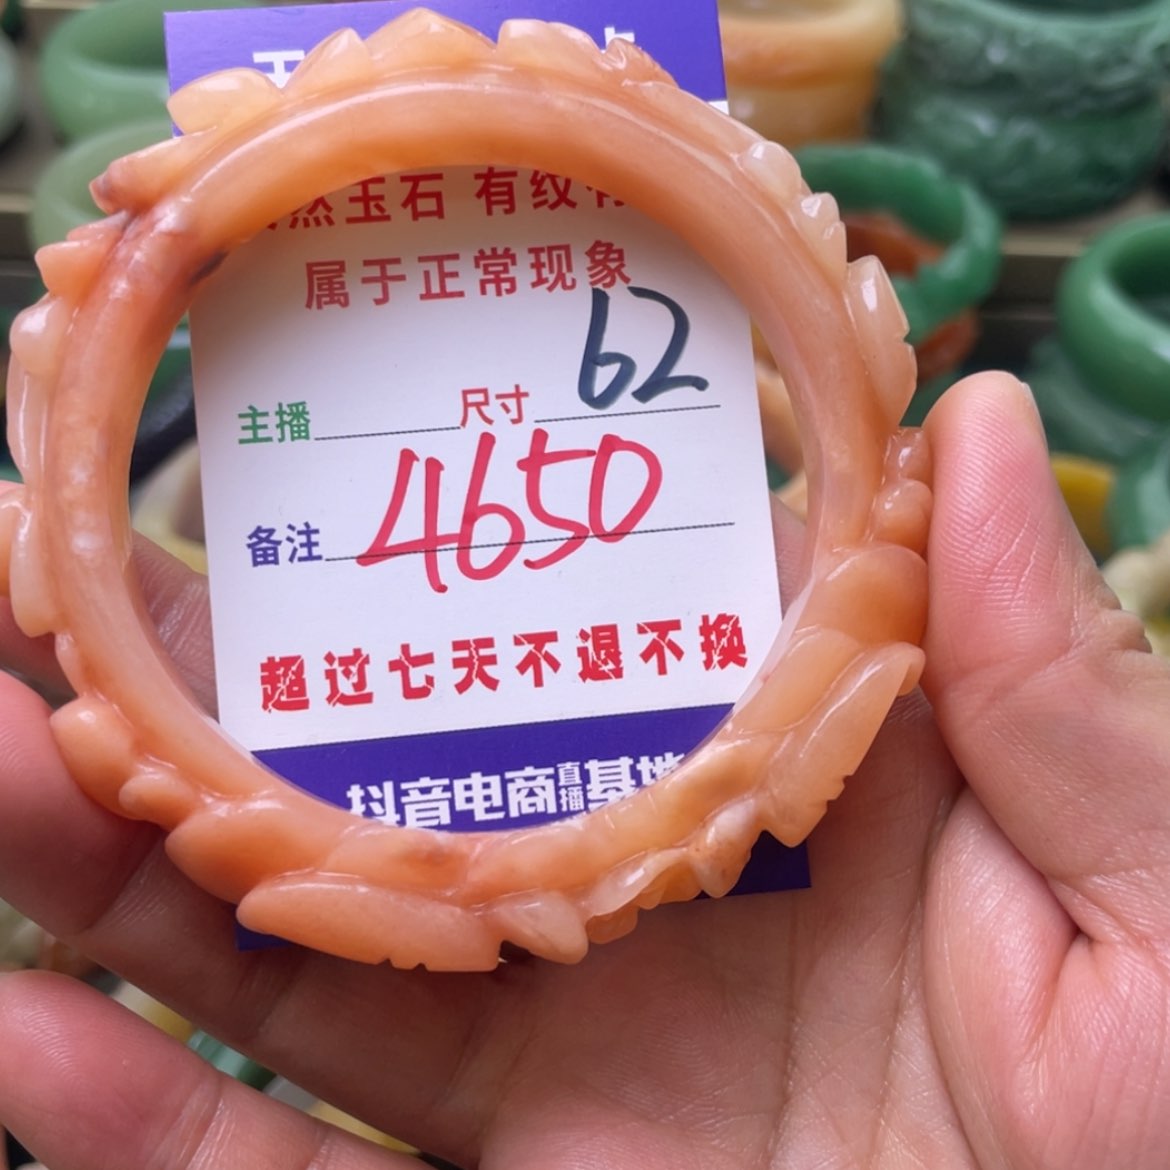 然玉石 有纹
属于正常现象
62
主播 尺寸
4650
备注
超过七天不退不换
抖音电商直播基地